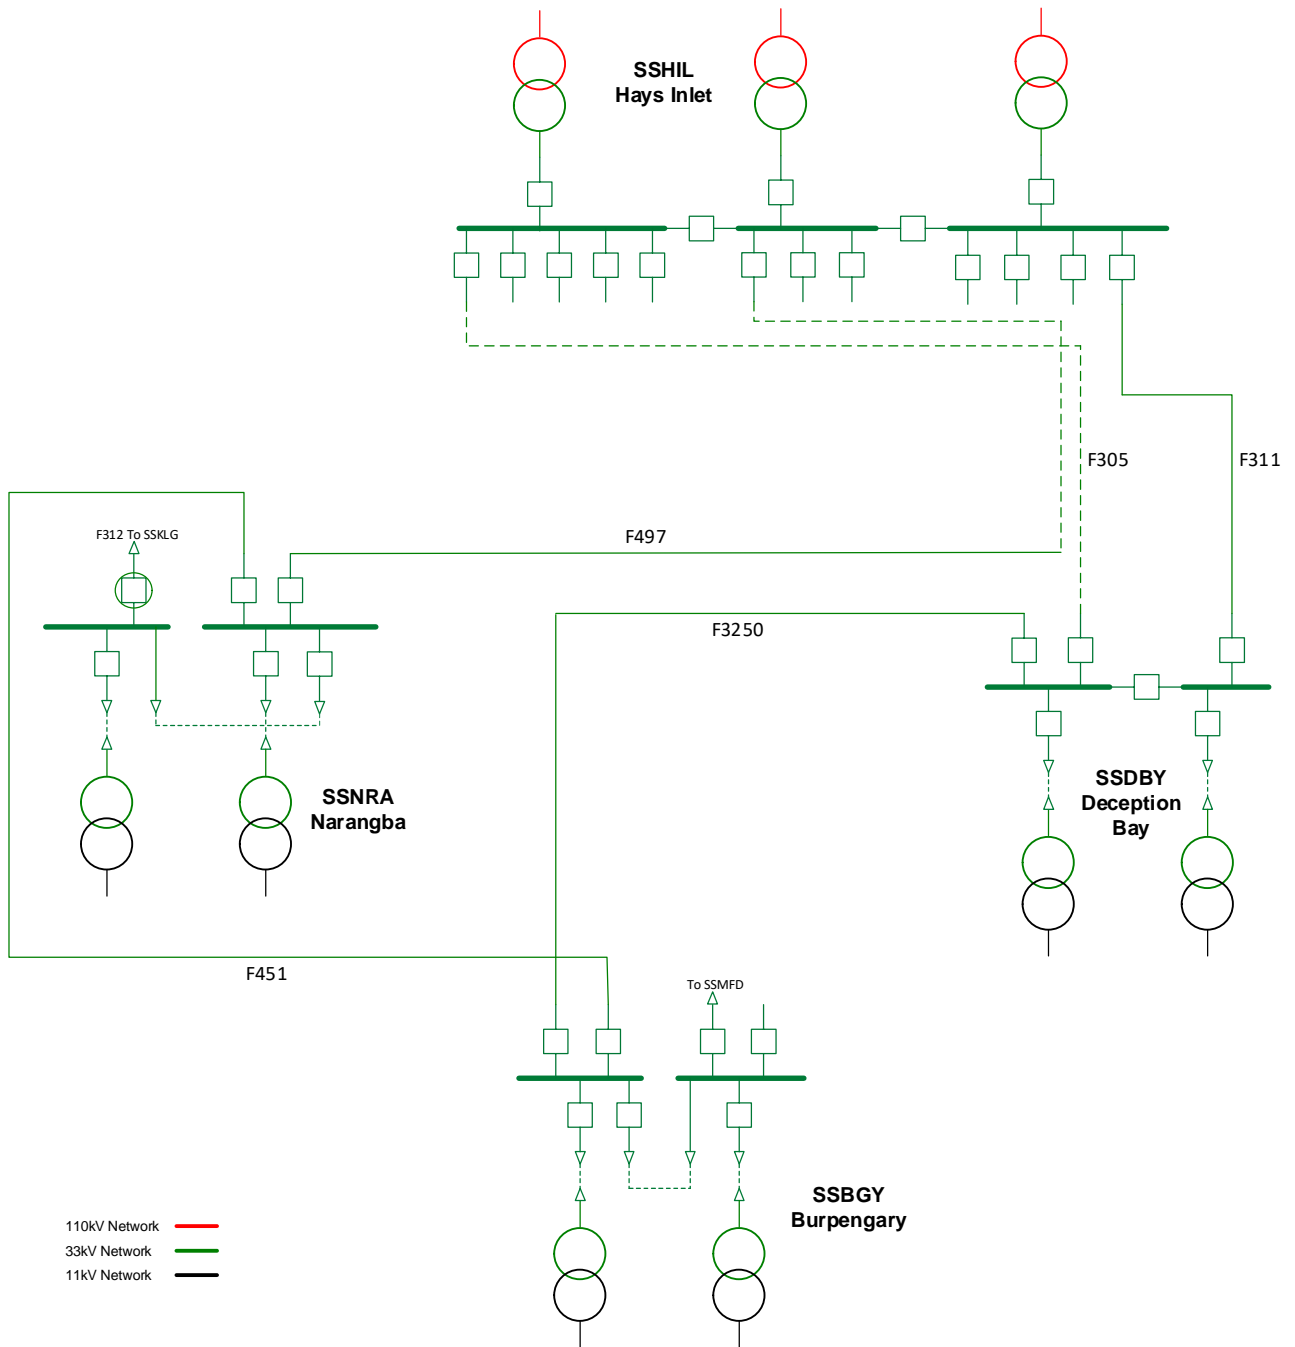 SSHIL
Hays Inlet
F305
F311
F497
F312 To SSKLG
F3250
SSNRA
Narangba
SSDBY
Deception
Bay
F451
To SSMFD
SSBGY
Burpengary
110kV Network
33kV Network
11kV Network